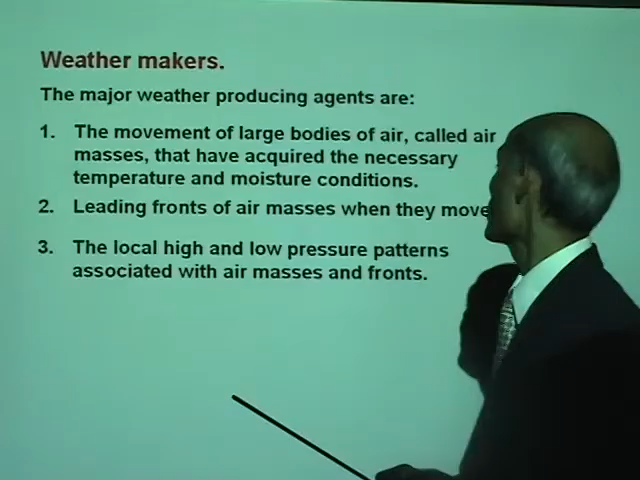 Weather makers.
The major weather producing agents are:
1. The movement of large bodies of air, called air
masses, that have acquired the necessary
temperature and moisture conditions.
2. Leading fronts of air masses when they move
3. The local high and low pressure patterns
associated with air masses and fronts.